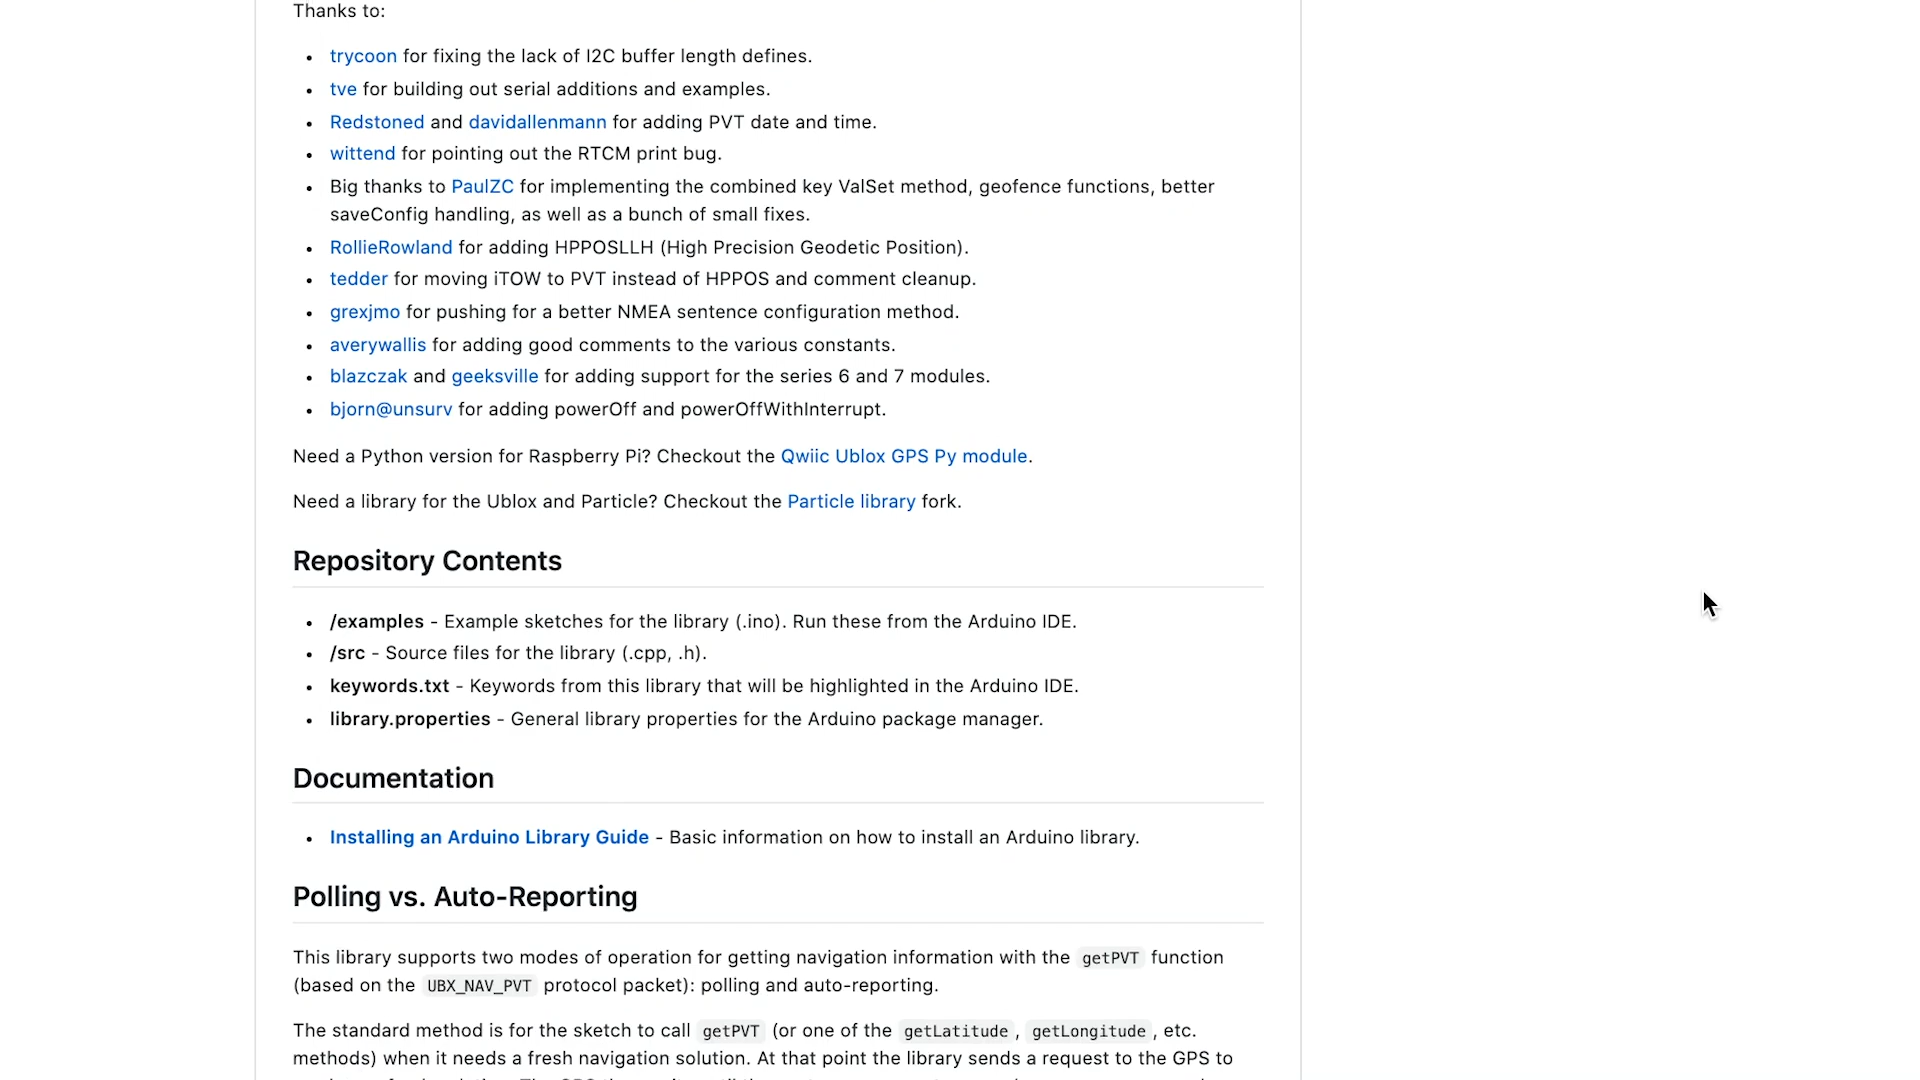 Thanks to:
trycoon for fixing the lack of I2C buffer length defines.
tve for building out serial additions and examples.
Redstoned and davidallenmann for adding PVT date and time.
wittend for pointing out the RTCM print bug.
Big thanks to PaulZC for implementing the combined key ValSet method, geofence functions, better
saveConfig handling, as well as a bunch of small fixes.
RollieRowland for adding HPPOSLLH (High Precision Geodetic Position).
tedder for moving iTOW to PVT instead of HPPOS and comment cleanup.
grexjmo for pushing for a better NMEA sentence configuration method.
averywallis for adding good comments to the various constants.
blazczak and geeksville for adding support for the series 6 and 7 modules.
bjorn@unsurv for adding powerOff and powerOffWithInterrupt.
Need a Python version for Raspberry Pi? Checkout the Qwiic Ublox GPS Py module.
Need a library for the Ublox and Particle? Checkout the Particle library fork.
Repository Contents
/examples - Example sketches for the library (.ino). Run these from the Arduino IDE.
/src - Source files for the library (.cpp, .h).
keywords.txt - Keywords from this library that will be highlighted in the Arduino IDE.
library.properties - General library properties for the Arduino package manager.
Documentation
Installing an Arduino Library Guide - Basic information on how to install an Arduino library.
Polling vs. Auto-Reporting
This library supports two modes of operation for getting navigation information with the getPVT function
(based on the UBX_NAV_PVT protocol packet): polling and auto-reporting.
The standard method is for the sketch to call getPVT (or one of the getLatitude, getLongitude, etc.
methods) when it needs a fresh navigation solution. At that point the library sends a request to the GPS to